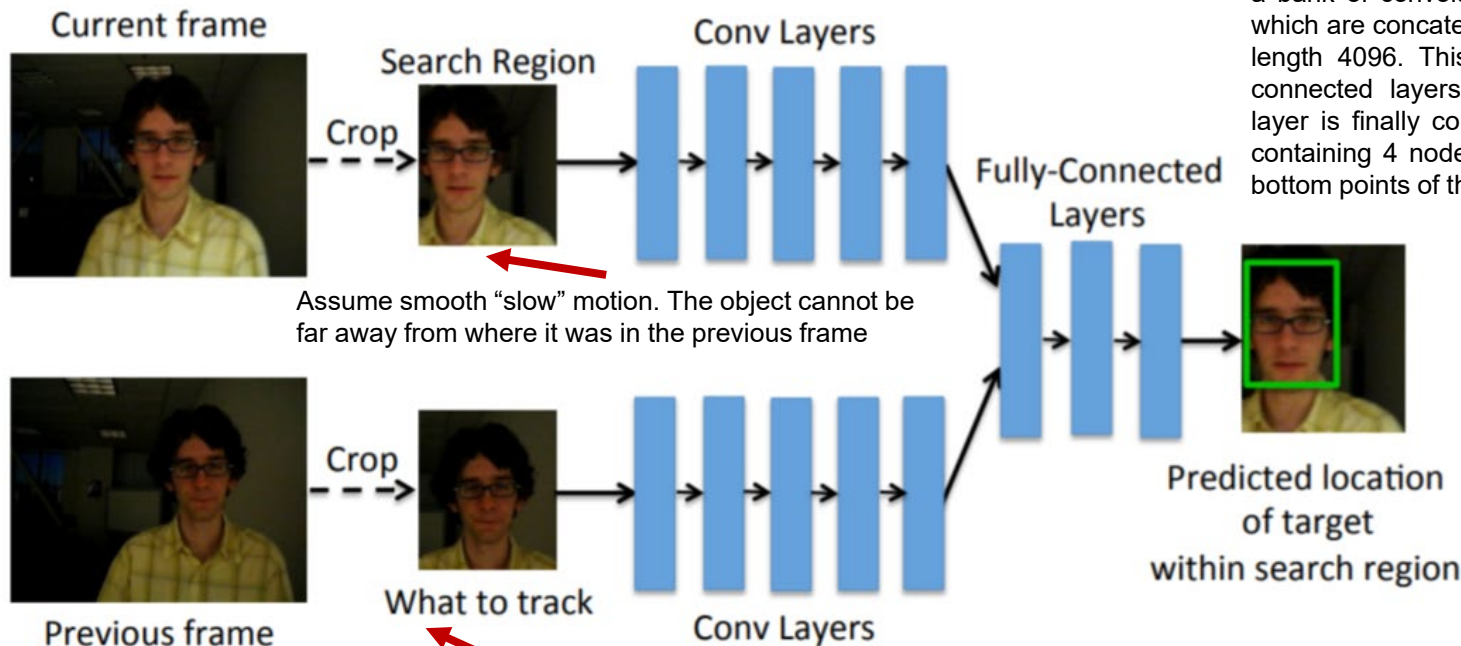 Current frame
Search Region
Crop
Conv Layers
which are concate
length 4096. This
connected layers
layer is finally co
containing 4 node
bottom points of th
Fully-Connected
Layers
Assume smooth “slow” motion. The object cannot be
far away from where it was in the previous frame
Crop
What to track
Previous frame
Conv Layers
Predicted location
of target
within search region